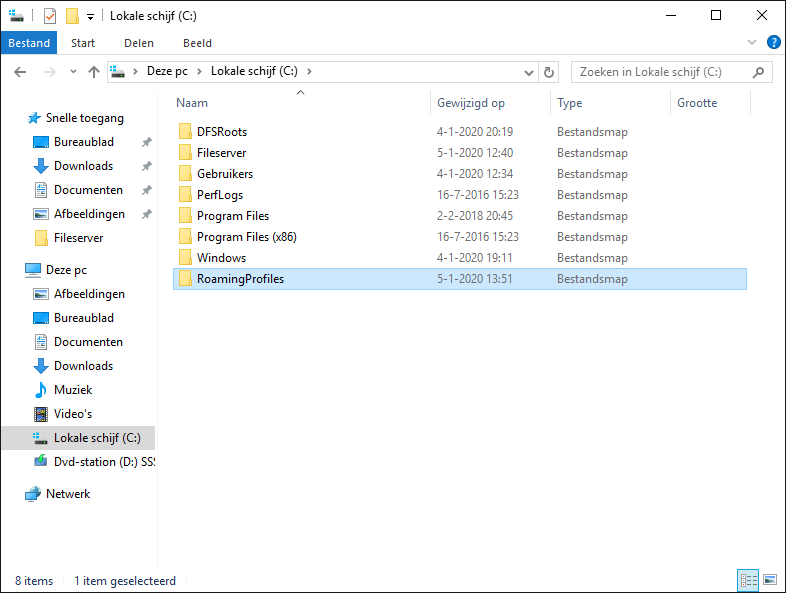 Lokale schijf (C:)
Bestand Start Delen Beeld
Deze pc Lokale schijf (C:) Zoeken in Lokale schijf (C:)
Snelle toegang
Bureaublad
Downloads
Documenten
Afbeeldingen
Fileserver
Deze pc
Afbeeldingen
Bureaublad
Documenten
Downloads
Muziek
Video's
Lokale schijf (C:)
Dvd-station (D:) SS
Netwerk
Naam Gewijzigd op Type Grootte
DFSRoots 4-1-2020 20:19 Bestandsmap
Fileserver 5-1-2020 12:40 Bestandsmap
Gebruikers 4-1-2020 12:34 Bestandsmap
PerfLogs 16-7-2016 15:23 Bestandsmap
Program Files 2-2-2018 20:45 Bestandsmap
Program Files (x86) 16-7-2016 15:23 Bestandsmap
Windows 4-1-2020 19:11 Bestandsmap
RoamingProfiles 5-1-2020 13:51 Bestandsmap
8 items 1 item geselecteerd